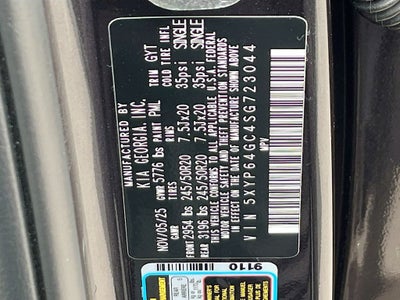 MANUFACTURED BY
KIA GEORGIA, INC.
NOV/05/25 GVWR 5776 lbs PAINT PML TRIM GYT
GAWR TIRES RIMS COLD TIRE INFL
FRONT 2954 lbs 245/50R20 7.5Jx20 35psi SINGLE
REAR 3196 lbs 245/50R20 7.5Jx20 35psi SINGLE
THIS VEHICLE CONFORMS TO ALL APPLICABLE U.S.A. FEDERAL
MOTOR VEHICLE SAFETY AND THEFT PREVENTION STANDARDS
IN EFFECT ON THE DATE OF MANUFACTURE SHOWN ABOVE
VIN 5XYP64GC4SG723044
MPV
9110